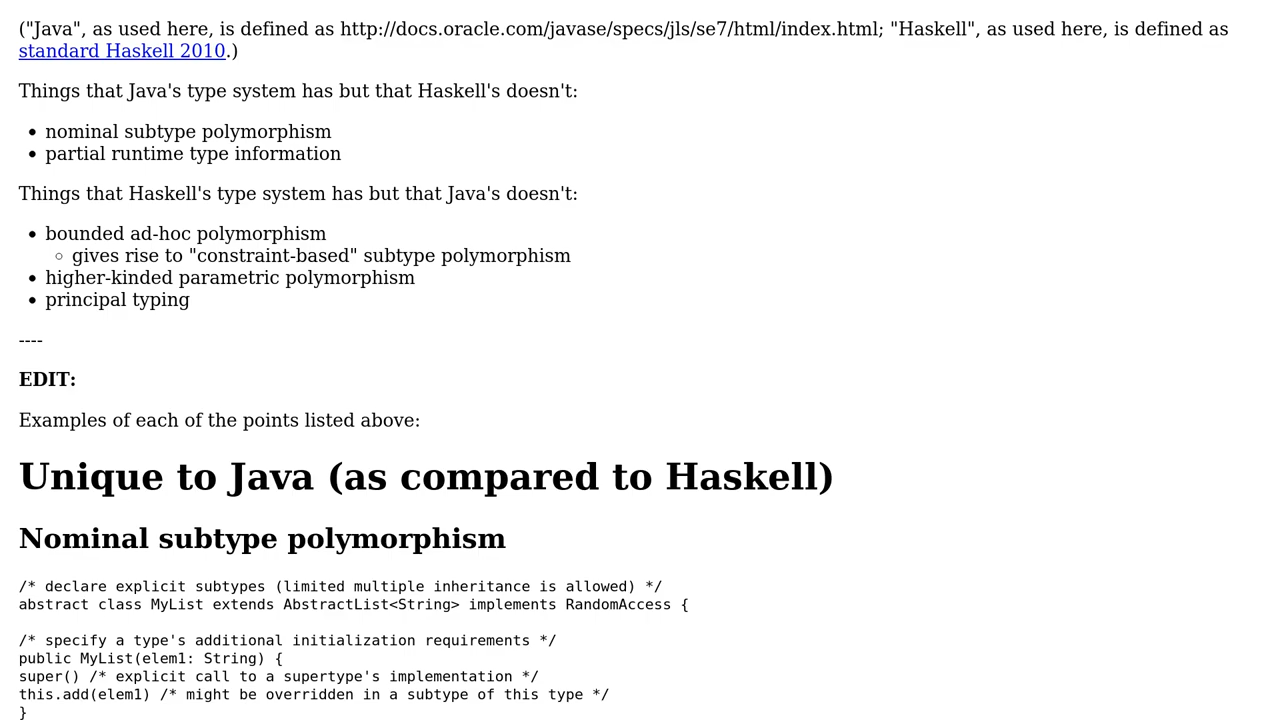 ("Java", as used here, is defined as http://docs.oracle.com/javase/specs/jls/se7/html/index.html; "Haskell", as used here, is defined as
standard Haskell 2010.)
Things that Java's type system has but that Haskell's doesn't:
• nominal subtype polymorphism
• partial runtime type information
Things that Haskell's type system has but that Java's doesn't:
• bounded ad-hoc polymorphism
◦ gives rise to "constraint-based" subtype polymorphism
• higher-kinded parametric polymorphism
• principal typing
----
EDIT:
Examples of each of the points listed above:
Unique to Java (as compared to Haskell)
Nominal subtype polymorphism
/* declare explicit subtypes (limited multiple inheritance is allowed) */
abstract class MyList extends AbstractList<String> implements RandomAccess {
/* specify a type's additional initialization requirements */
public MyList(elem1: String) {
super() /* explicit call to a supertype's implementation */
this.add(elem1) /* might be overridden in a subtype of this type */
}